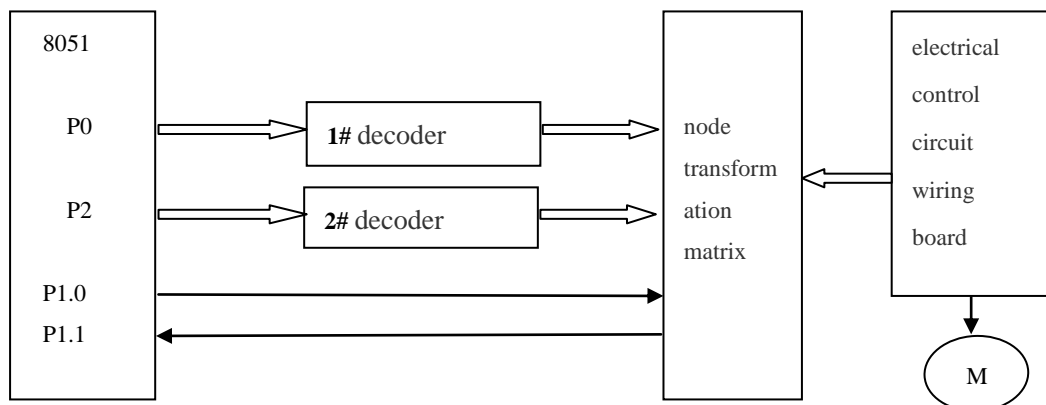 8051
P0
P2
P1.0
P1.1
1# decoder
2# decoder
node
transform
ation
matrix
electrical
control
circuit
wiring
board
M